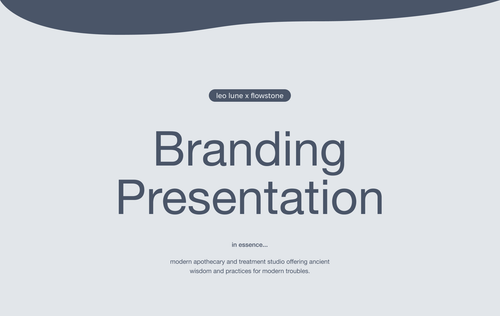 leo lune x flowstone
Branding
Presentation
in essence...
modern apothecary and treatment studio offering ancient
wisdom and practices for modern troubles.